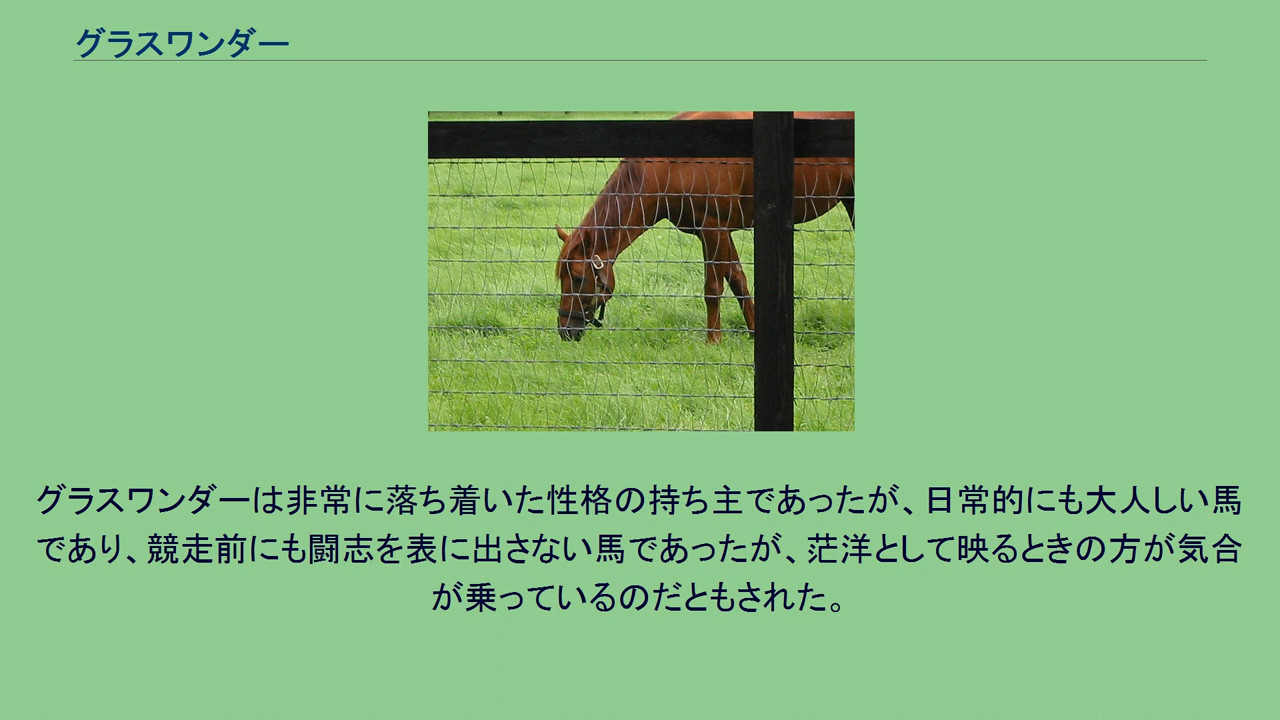 グラスワンダー
グラスワンダーは非常に落ち着いた性格の持ち主であったが、日常的にも大人しい馬
であり、競走前にも闘志を表に出さない馬であったが、茫洋として映るときの方が気合
が乗っているのだともされた。